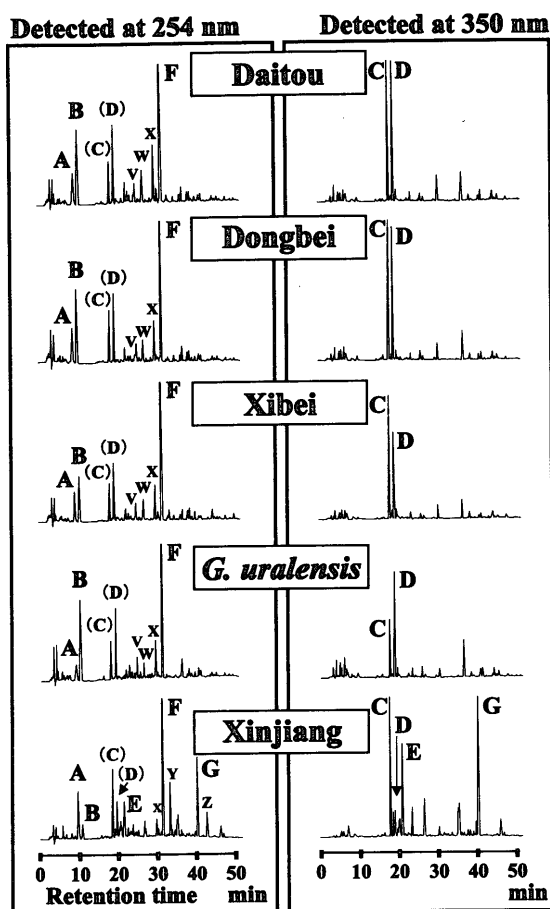 Detected at 254 nm
Detected at 350 nm
Daitou
A
B
(C)
(D)
V
W
X
F
C
D
Dongbei
A
B
(C)
(D)
V
W
X
F
C
D
Xibei
A
B
(C)
(D)
V
W
X
F
C
D
G. uralensis
A
B
(C)
(D)
V
W
X
F
C
D
Xinjiang
A
B
(C)
(D)
E
X
F
Y
G
Z
C
D
E
G
0 10 20 30 40 50
Retention time min
0 10 20 30 40 50
min